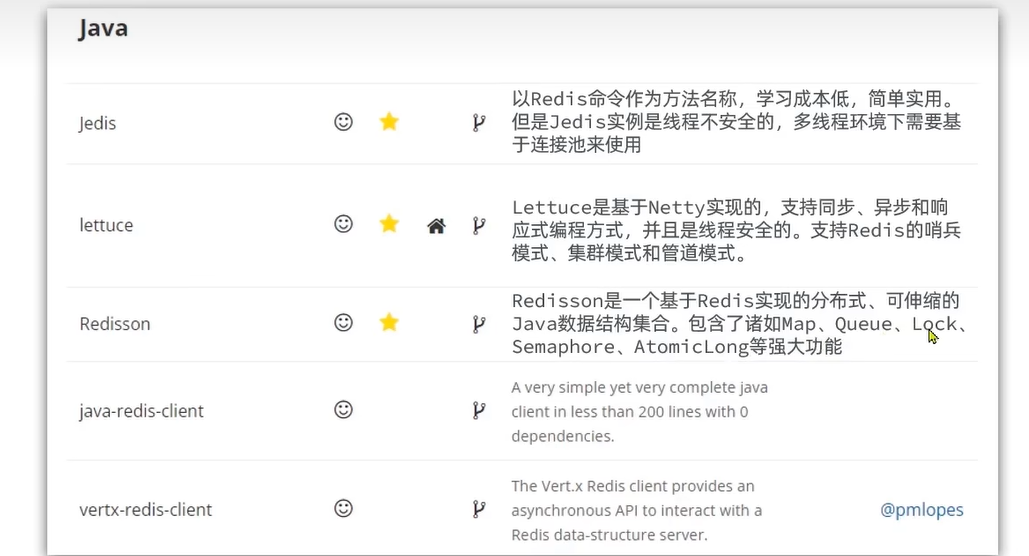 Java
Jedis
以Redis命令作为方法名称，学习成本低，简单实用。
但是Jedis实例是线程不安全的，多线程环境下需要基
于连接池来使用
lettuce
Lettuce是基于Netty实现的，支持同步、异步和响
应式编程方式，并且是线程安全的。支持Redis的哨兵
模式、集群模式和管道模式。
Redisson
Redisson是一个基于Redis实现的分布式、可伸缩的
Java数据结构集合。包含了诸如Map、Queue、Lock、
Semaphore、AtomicLong等强大功能
java-redis-client
A very simple yet very complete java
client in less than 200 lines with 0
dependencies.
vertx-redis-client
The Vert.x Redis client provides an
asynchronous API to interact with a
Redis data-structure server.
@pmlopes